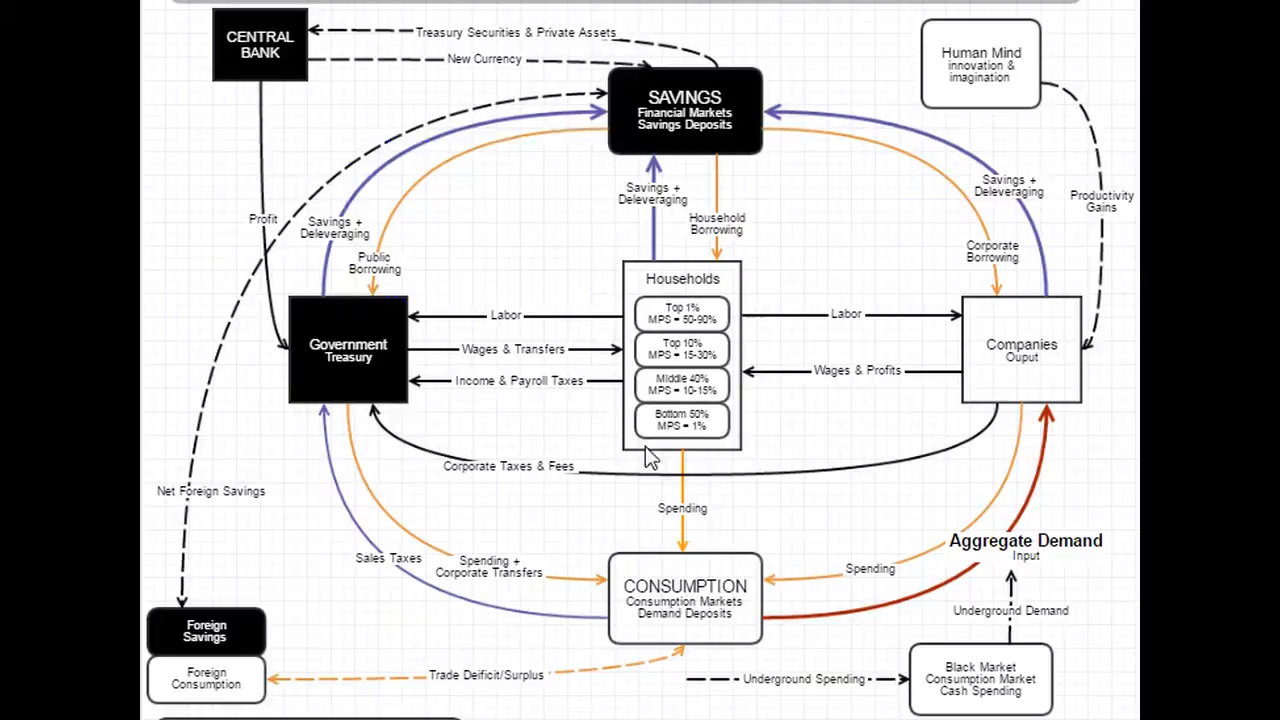 CENTRAL
BANK
Treasury Securities & Private Assets
New Currency
SAVINGS
Financial Markets
Savings Deposits
Human Mind
innovation &
imagination
Productivity
Gains
Profit
Savings +
Deleveraging
Public
Borrowing
Savings +
Deleveraging
Household
Borrowing
Savings +
Deleveraging
Corporate
Borrowing
Households
Top 1%
MPS = 50-90%
Top 10%
MPS = 15-30%
Middle 40%
MPS = 10-15%
Bottom 50%
MPS = 1%
Government
Treasury
Labor
Wages & Transfers
Income & Payroll Taxes
Labor
Wages & Profits
Companies
Ouput
Corporate Taxes & Fees
Net Foreign Savings
Spending
Sales Taxes
Spending +
Corporate Transfers
Spending
Aggregate Demand
Input
CONSUMPTION
Consumption Markets
Demand Deposits
Underground Demand
Foreign
Savings
Foreign
Consumption
Trade Deificit/Surplus
Underground Spending
Black Market
Consumption Market
Cash Spending